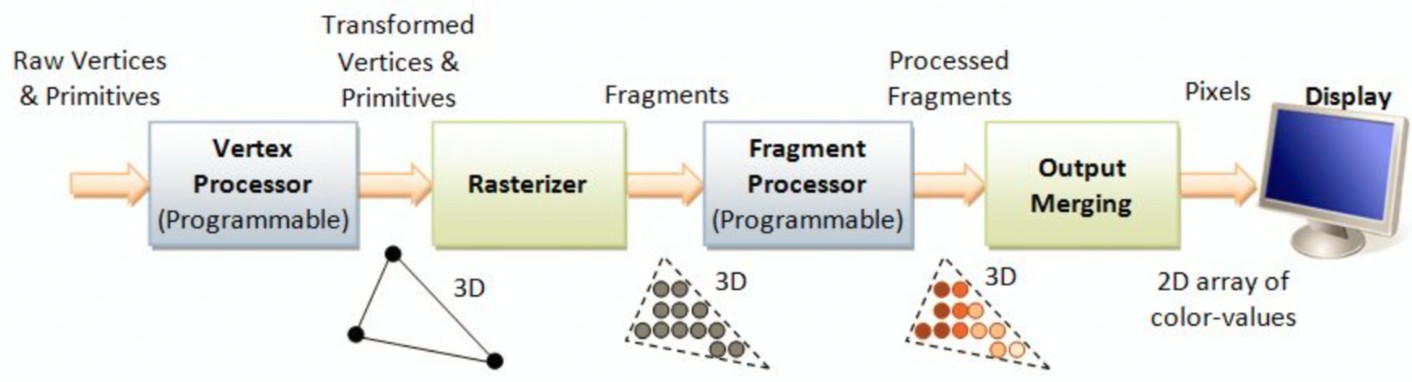 Raw Vertices
& Primitives
Transformed
Vertices &
Primitives
Fragments
Processed
Fragments
Pixels
Display
Vertex
Processor
(Programmable)
Rasterizer
Fragment
Processor
(Programmable)
Output
Merging
3D
3D
3D
2D array of
color-values